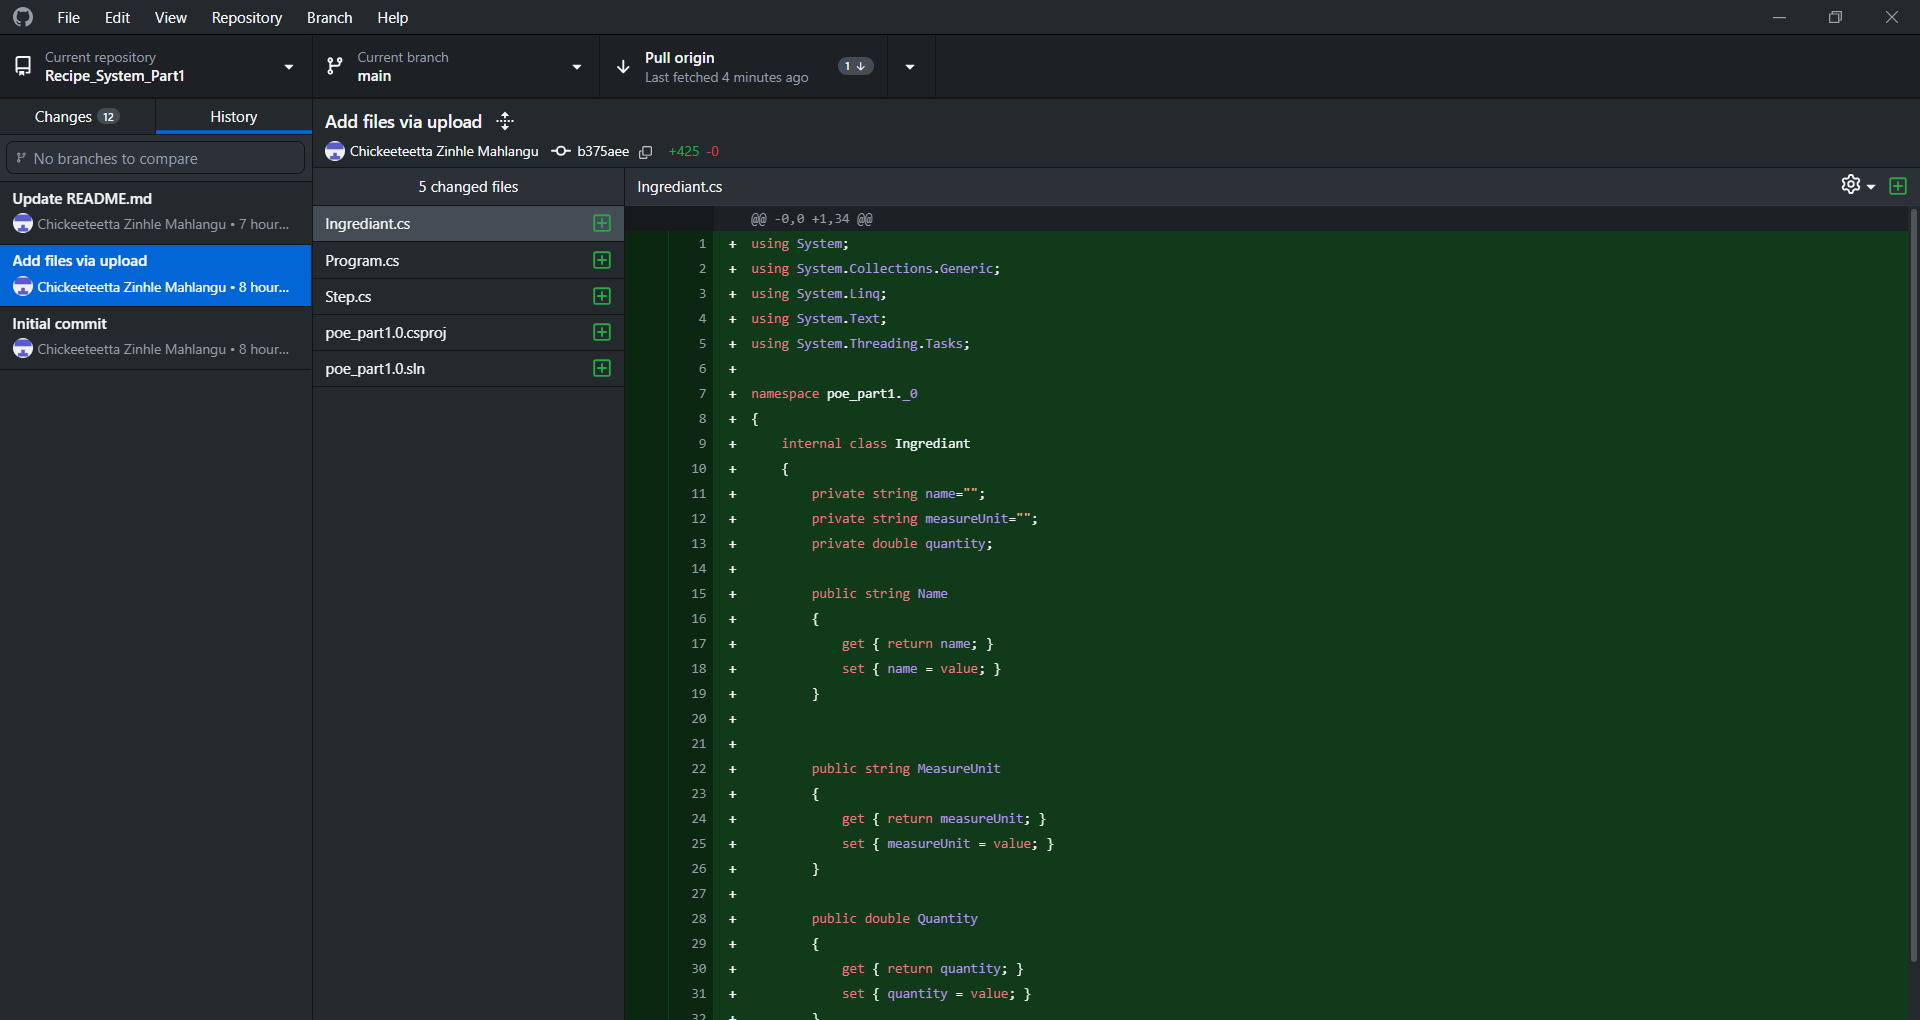 File Edit View Repository Branch Help
Current repository
Recipe_System_Part1
Current branch
main
Pull origin
Last fetched 4 minutes ago
1
Changes 12
History
No branches to compare
Update README.md
Chickeeteetta Zinhle Mahlangu • 7 hour...
Add files via upload
Chickeeteetta Zinhle Mahlangu • 8 hour...
Initial commit
Chickeeteetta Zinhle Mahlangu • 8 hour...
Add files via upload
Chickeeteetta Zinhle Mahlangu b375aee +425 -0
5 changed files
Ingrediant.cs
Program.cs
Step.cs
poe_part1.0.csproj
poe_part1.0.sln
Ingrediant.cs
@@ -0,0 +1,34 @@
1 + using System;
2 + using System.Collections.Generic;
3 + using System.Linq;
4 + using System.Text;
5 + using System.Threading.Tasks;
6 +
7 + namespace poe_part1._0
8 + {
9 + internal class Ingrediant
10 + {
11 + private string name="";
12 + private string measureUnit="";
13 + private double quantity;
14 +
15 + public string Name
16 + {
17 + get { return name; }
18 + set { name = value; }
19 + }
20 +
21 +
22 + public string MeasureUnit
23 + {
24 + get { return measureUnit; }
25 + set { measureUnit = value; }
26 + }
27 +
28 + public double Quantity
29 + {
30 + get { return quantity; }
31 + set { quantity = value; }
32 + }